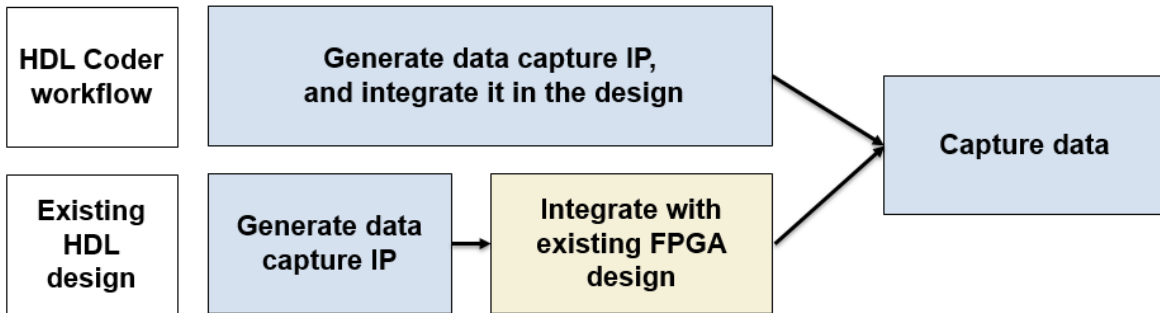 HDL Coder
workflow
Generate data capture IP,
and integrate it in the design
Capture data
Existing
HDL
design
Generate data
capture IP
Integrate with
existing FPGA
design